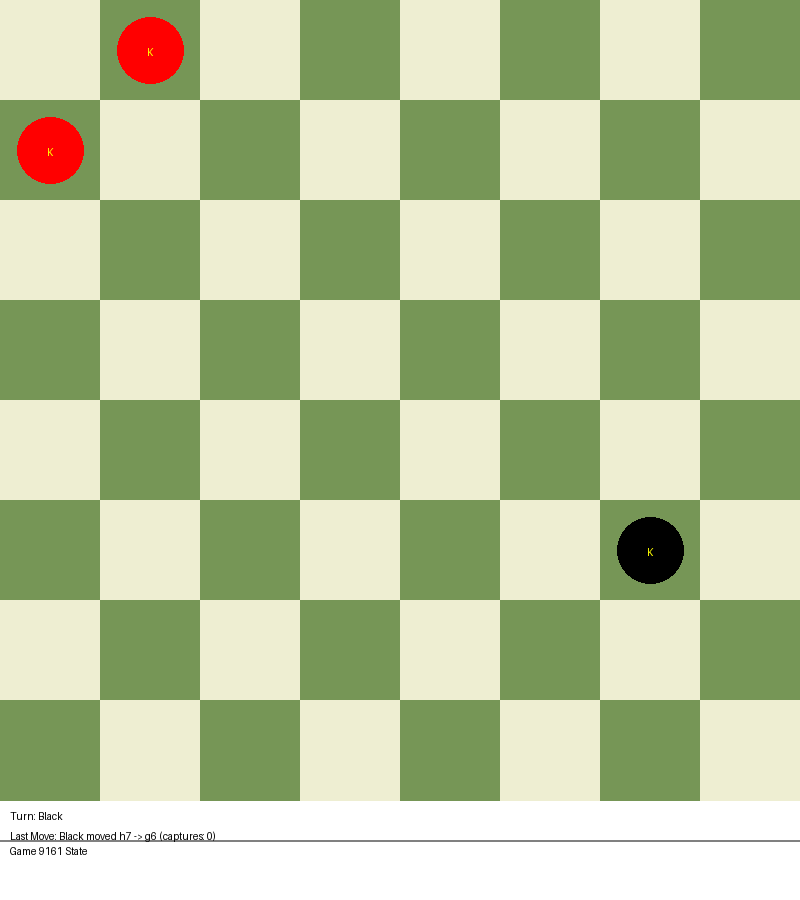 K
K
K
Turn: Black
Last Move: Black moved h7 -> g6 (captures: 0)
Game 9161 State